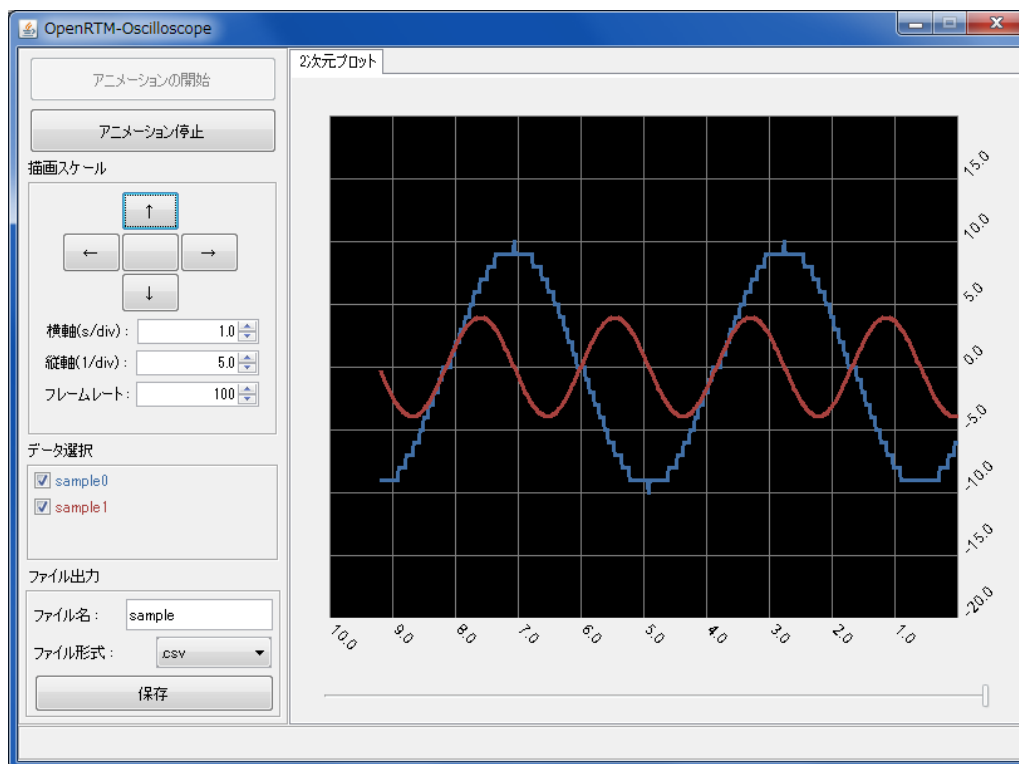 OpenRTM-Oscilloscope
アニメーションの開始
アニメーション停止
描画スケール
↑
← →
↓
横軸(s/div) : 1.0
縦軸(1/div) : 5.0
フレームレート : 100
データ選択
sample0
sample1
ファイル出力
ファイル名 : sample
ファイル形式 : .csv
保存
2次元プロット
15.0
10.0
5.0
0.0
-5.0
-10.0
-15.0
-20.0
10.0 9.0 8.0 7.0 6.0 5.0 4.0 3.0 2.0 1.0